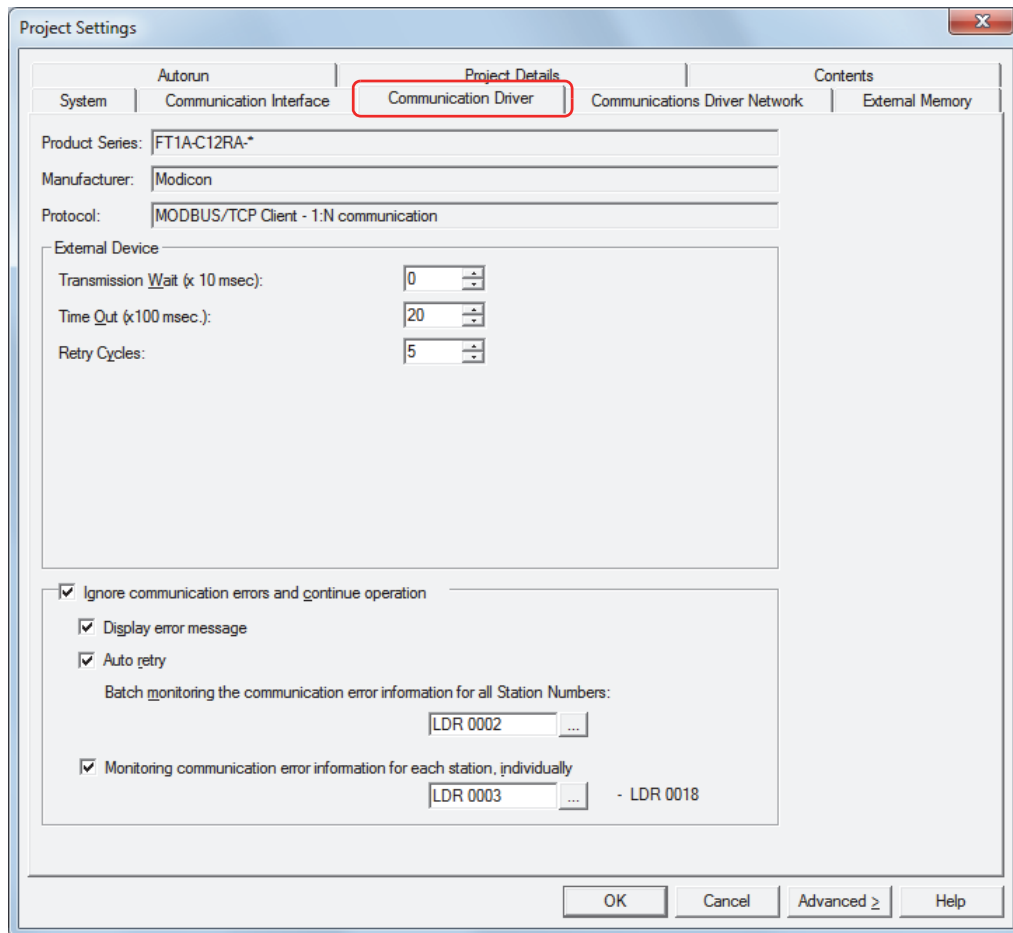 Project Settings
Autorun Project Details Contents
System Communication Interface Communication Driver Communications Driver Network External Memory
Product Series: FT1A-C12RA-*
Manufacturer: Modicon
Protocol: MODBUS/TCP Client - 1:N communication
External Device
Transmission Wait (x 10 msec): 0
Time Out (x100 msec.): 20
Retry Cycles: 5
Ignore communication errors and continue operation
Display error message
Auto retry
Batch monitoring the communication error information for all Station Numbers:
LDR 0002 ...
Monitoring communication error information for each station, individually
LDR 0003 ... - LDR 0018
OK Cancel Advanced > Help